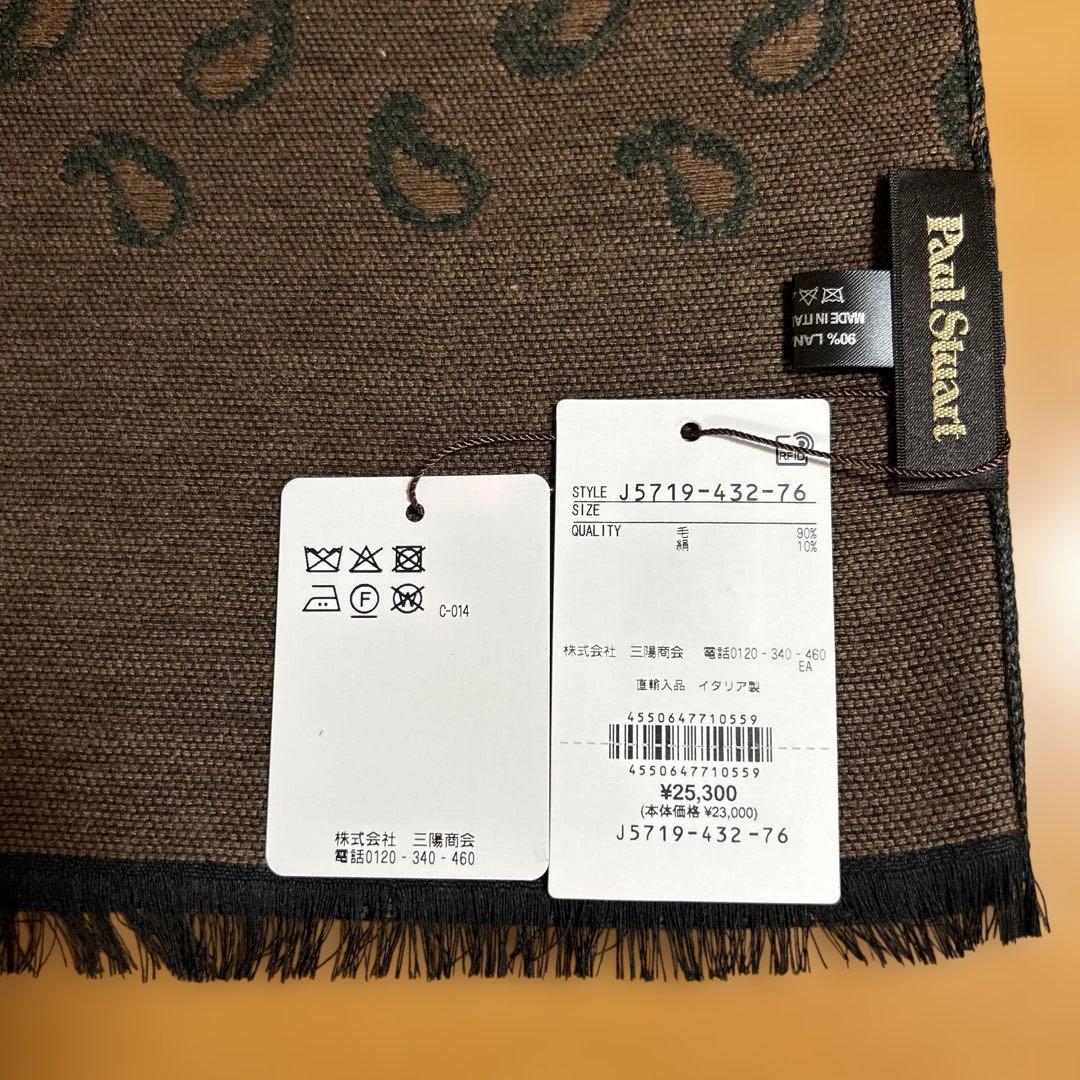 Paul Stuart
90% LAN
MADE IN ITAL
C-014
株式会社 三陽商会
電話0120-340-460
RFID
STYLE J5719-432-76
SIZE
QUALITY 毛 90%
絹 10%
株式会社 三陽商会 電話0120-340-460
EA
直輸入品 イタリア製
4550647710559
4550647710559
¥25,300
(本体価格 ¥23,000)
J5719-432-76